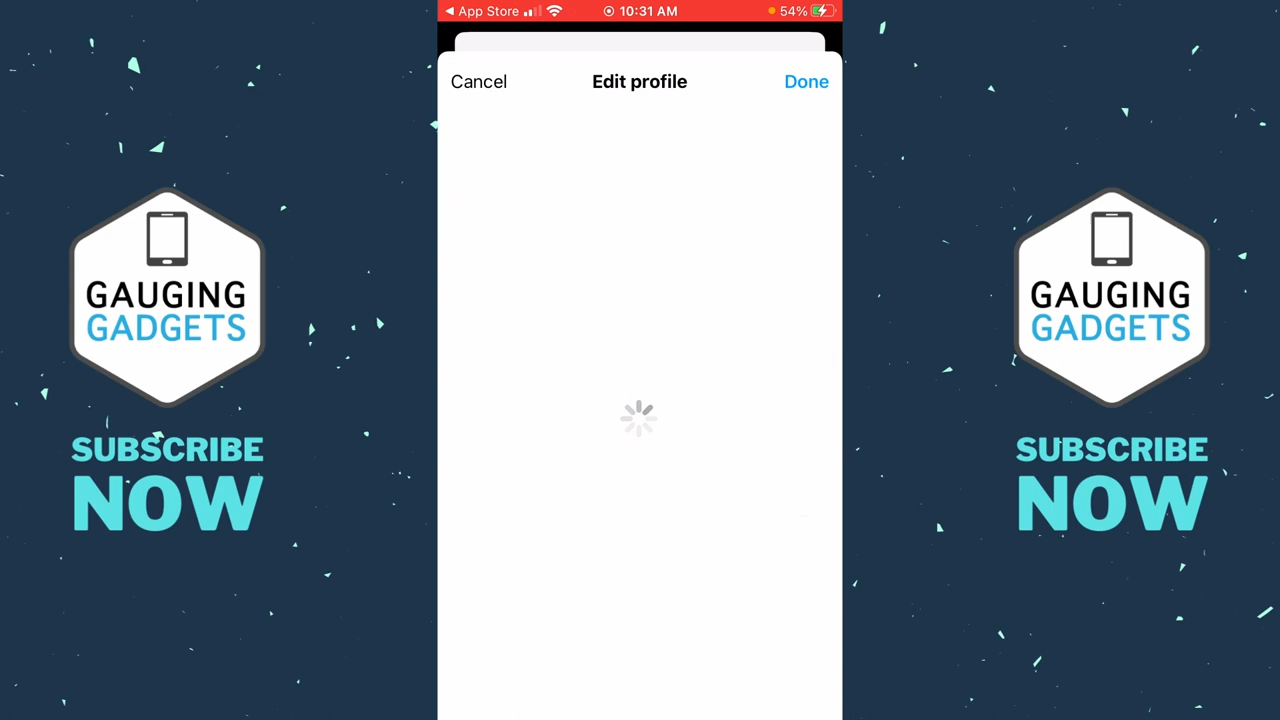 App Store 10:31 AM 54%
Cancel Edit profile Done
GAUGING
GADGETS
SUBSCRIBE
NOW
GAUGING
GADGETS
SUBSCRIBE
NOW